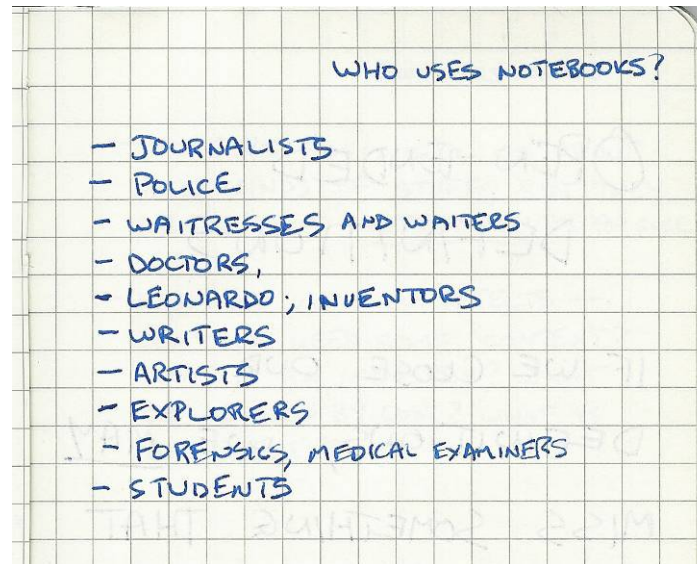 WHO USES NOTEBOOKS?
- JOURNALISTS
- POLICE
- WAITRESSES AND WAITERS
- DOCTORS,
- LEONARDO; INVENTORS
- WRITERS
- ARTISTS
- EXPLORERS
- FORENSICS, MEDICAL EXAMINERS
- STUDENTS